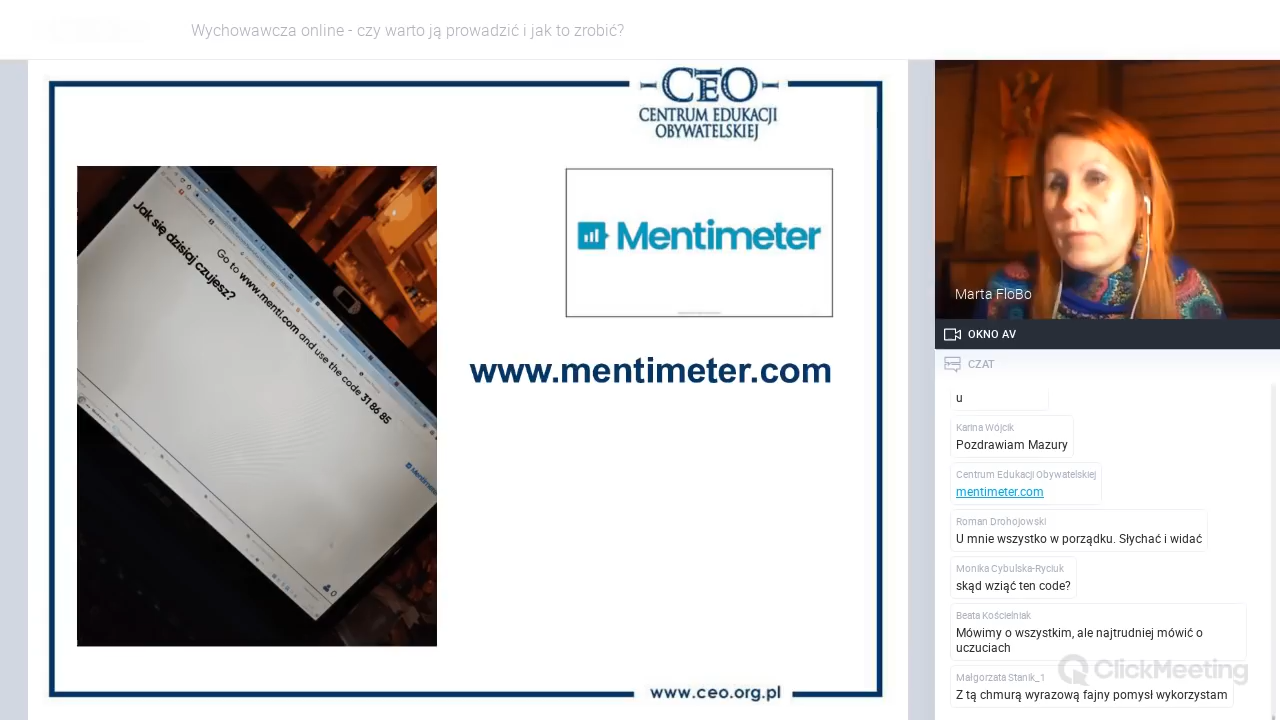 Wychowawcza online - czy warto ją prowadzić i jak to zrobić?
CEO
CENTRUM EDUKACJI
OBYWATELSKIEJ
Go to www.menti.com and use the code 31 86 85
Jak się dzisiaj czujesz?
Mentimeter
0
Mentimeter
www.mentimeter.com
www.ceo.org.pl
Marta FloBo
OKNO AV
CZAT
u
Karina Wójcik
Pozdrawiam Mazury
Centrum Edukacji Obywatelskiej
mentimeter.com
Roman Drohojowski
U mnie wszystko w porządku. Słychać i widać
Monika Cybulska-Ryciuk
skąd wziąć ten code?
Beata Kościelniak
Mówimy o wszystkim, ale najtrudniej mówić o
uczuciach
Małgorzata Stanik_1
Z tą chmurą wyrazową fajny pomysł wykorzystam
ClickMeeting